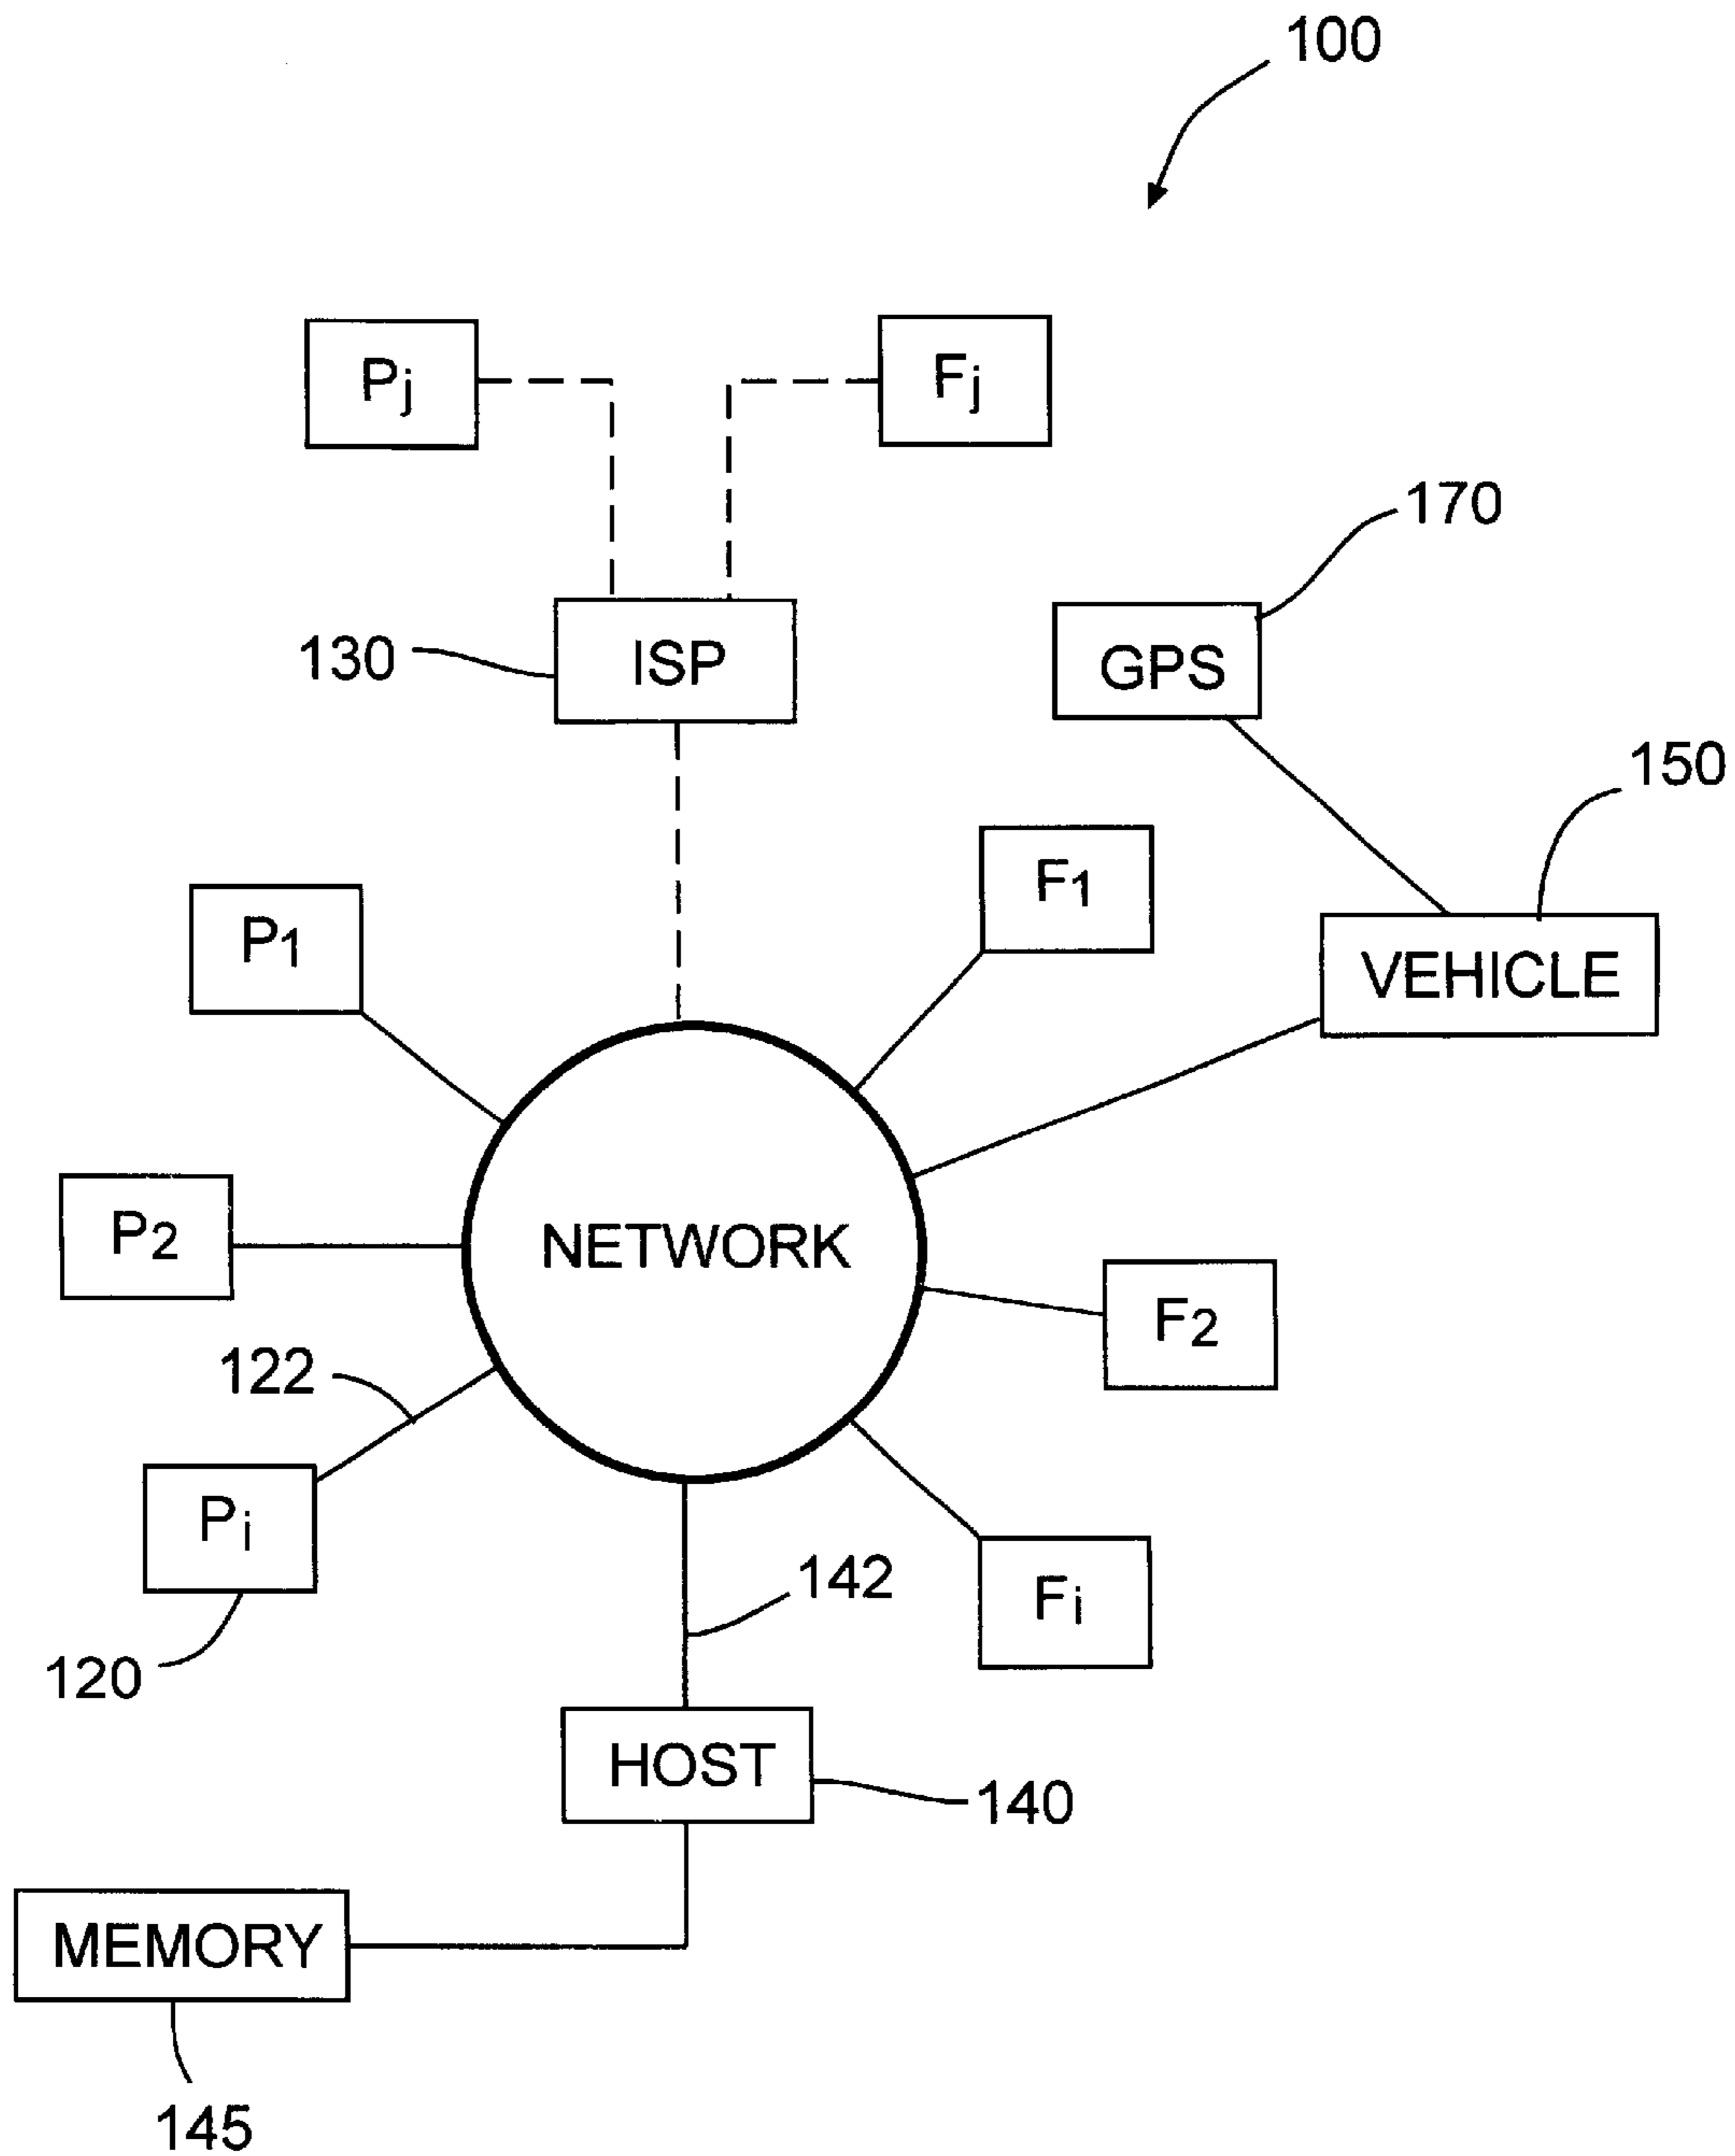 100
Pj
Fj
170
130
ISP
GPS
150
F1
P1
VEHICLE
P2
NETWORK
F2
122
Pi
142
Fi
120
HOST
140
MEMORY
145